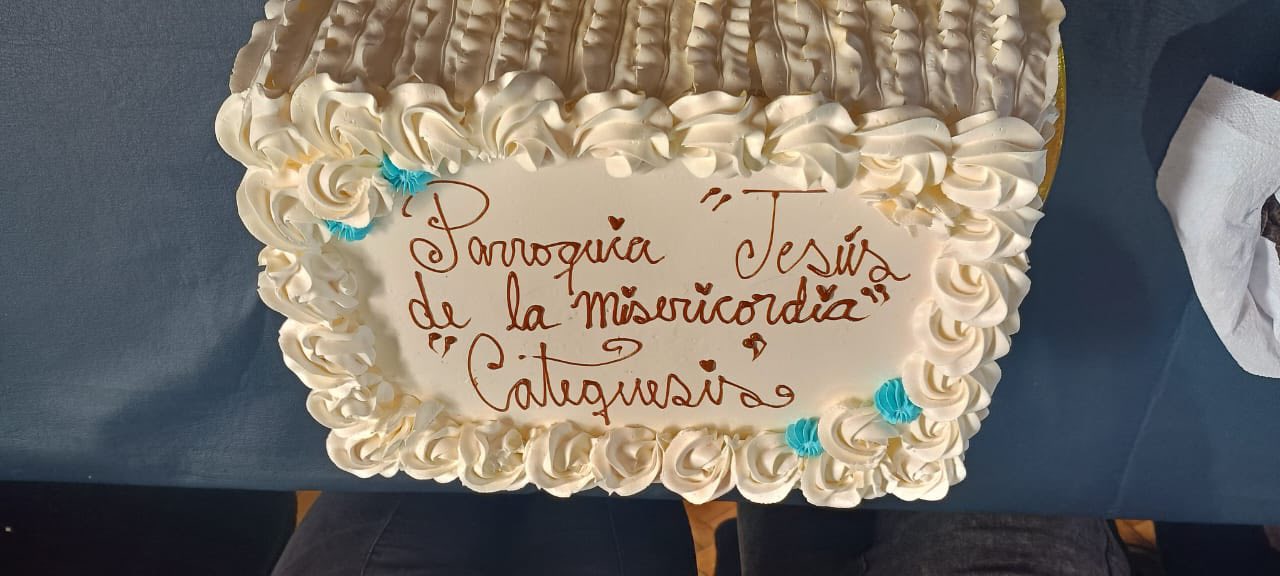 Parroquia "Jesús
de la misericordia"
"Catequesis"